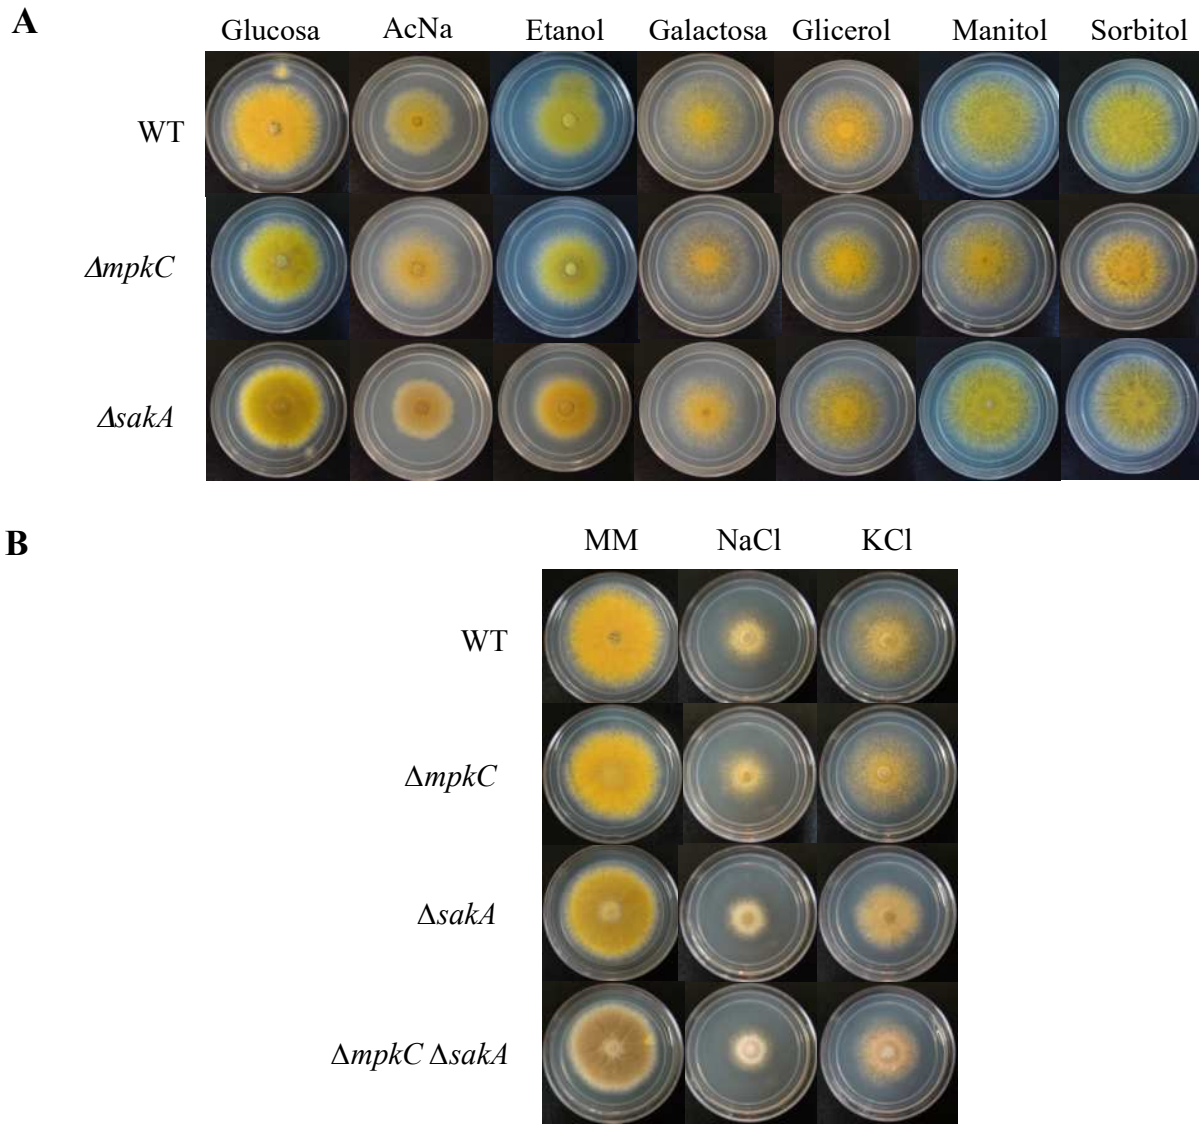 A
Glucosa AcNa Etanol Galactosa Glicerol Manitol Sorbitol
WT
ΔmpkC
ΔsakA
B
MM NaCl KCl
WT
ΔmpkC
ΔsakA
ΔmpkC ΔsakA